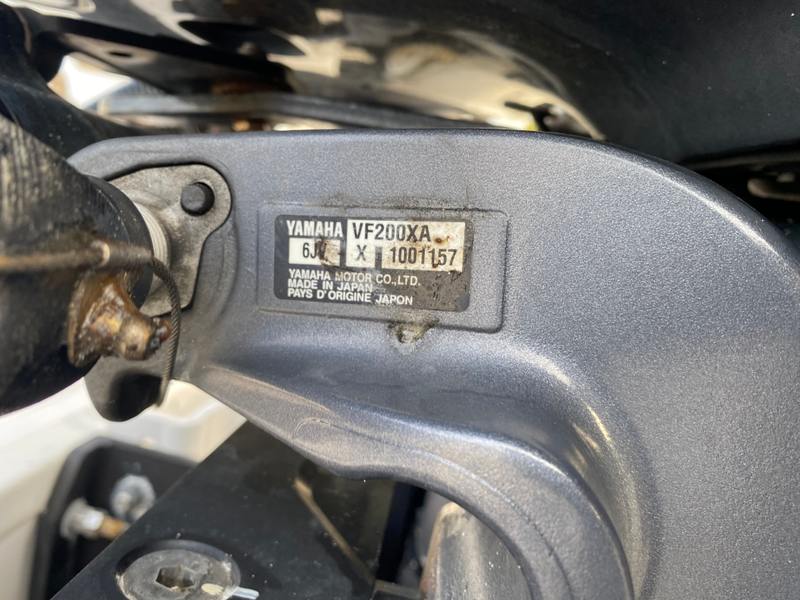 YAMAHA VF200XA
X 1001157
YAMAHA MOTOR CO.,LTD.
MADE IN JAPAN
PAYS D'ORIGINE JAPON